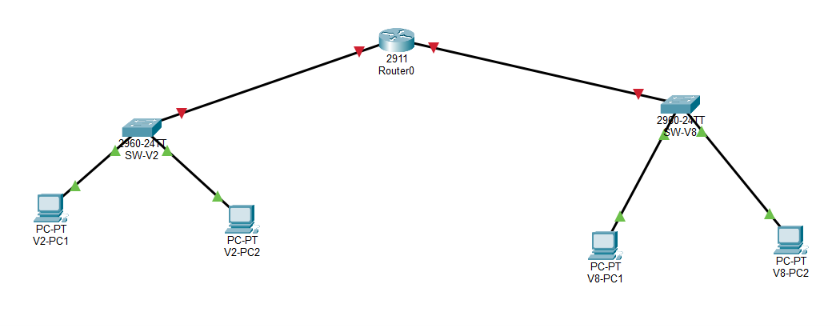 2911
Router0
2960-24TT
SW-V2
2960-24TT
SW-V8
PC-PT
V2-PC1
PC-PT
V2-PC2
PC-PT
V8-PC1
PC-PT
V8-PC2